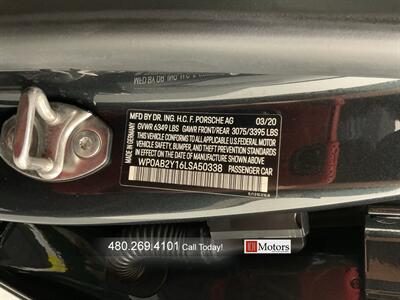 MADE IN GERMANY
MFD BY DR. ING. H.C. F. PORSCHE AG 03/20
GVWR 6349 LBS GAWR FRONT/REAR 3075/3395 LBS
THIS VEHICLE CONFORMS TO ALL APPLICABLE U.S. FEDERAL MOTOR
VEHICLE SAFETY, BUMPER, AND THEFT PREVENTION STANDARDS
IN EFFECT ON THE DATE OF MANUFACTURE SHOWN ABOVE.
WP0AB2Y16LSA50338 PASSENGER CAR
480.269.4101 Call Today!
Motors